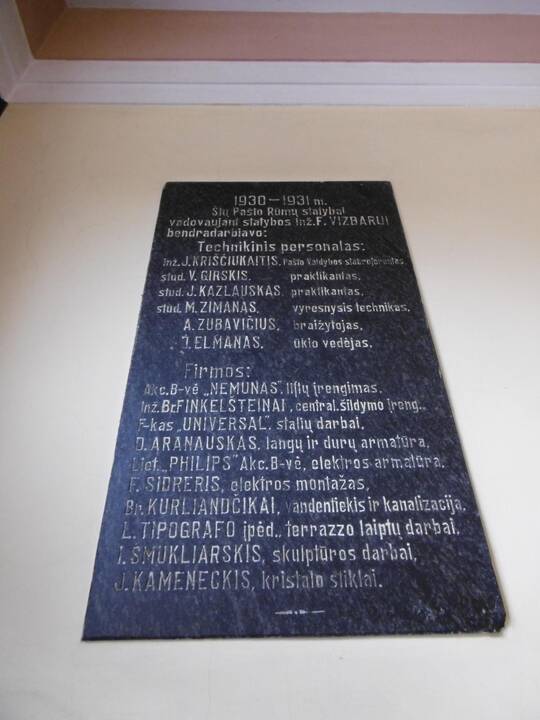 1930–1931 m.
Šių Pašto Rūmų statybai
vadovaujant statybos inž. F. VIZBARUI
bendradarbiavo:
Technikinis personalas:
inž. J. KRIŠČIUKAITIS, Pašto Valdybos stat. referentas
stud. V. GIRSKIS, praktikantas,
stud. J. KAZLAUSKAS, praktikantas,
stud. M. ZIMANAS, vyresnysis technikas,
A. ZUBAVIČIUS, braižytojas,
J. ELMANAS, ūkio vedėjas,
Firmos:
Akc. B-vė „NEMUNAS", liftų įrengimas,
Inž. Br. FINKELŠTEINAI, central. šildymo įreng.,
F-kas „UNIVERSAL", stalių darbai,
D. ARANAUSKAS, langų ir durų armatūra,
Liet. „PHILIPS" Akc. B-vė, elektros armatūra,
F. SIDRERIS, elektros montažas,
Br. KURLIANDČIKAI, vandentiekis ir kanalizacija,
L. TIPOGRAFO įpėd., terrazzo laiptų darbai,
I. ŠMUKLIARSKIS, skulptūros darbai,
J. KAMENECKIS, kristalo stiklai.